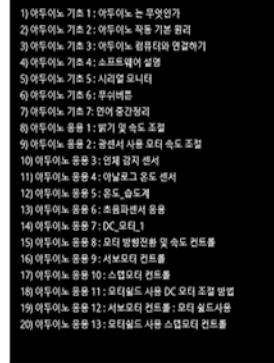 1) 아두이노 기초 1 : 아두이노 는 무엇인가
2) 아두이노 기초 2 : 아두이노 작동 기본 원리
3) 아두이노 기초 3 : 아두이노 컴퓨터와 연결하기
4) 아두이노 기초 4 : 소프트웨어 설명
5) 아두이노 기초 5 : 시리얼 모니터
6) 아두이노 기초 6 : 푸쉬버튼
7) 아두이노 기초 7: 언어 중간정리
8) 아두이노 응용 1 : 밝기 및 속도 조절
9) 아두이노 응용 2 : 광센서 사용 모터 속도 조절
10) 아두이노 응용 3 : 인체 감지 센서
11) 아두이노 응용 4 : 아날로그 온도 센서
12) 아두이노 응용 5 : 온도_습도계
13) 아두이노 응용 6 : 초음파센서 응용
14) 아두이노 응용 7 : DC_모터_1
15) 아두이노 응용 8 : 모터 방향전환 및 속도 컨트롤
16) 아두이노 응용 9 : 서보모터 컨트롤
17) 아두이노 응용 10 : 스텝모터 컨트롤
18) 아두이노 응용 11 : 모터쉴드 사용 DC 모터 조절 방법
19) 아두이노 응용 12 : 서보모터 컨트롤 : 모터 쉴드사용
20) 아두이노 응용 13 : 모터쉴드 사용 스텝모터 컨트롤